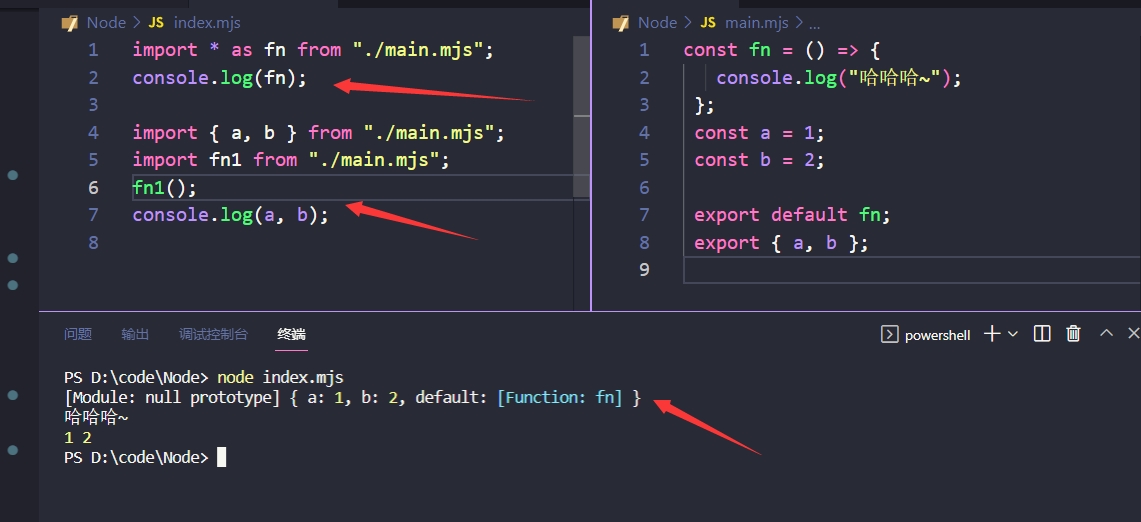 Node > JS index.mjs
1 import * as fn from "./main.mjs";
2 console.log(fn);
3
4 import { a, b } from "./main.mjs";
5 import fn1 from "./main.mjs";
6 fn1();
7 console.log(a, b);
8
Node > JS main.mjs > ...
1 const fn = () => {
2 console.log("哈哈哈~");
3 };
4 const a = 1;
5 const b = 2;
6
7 export default fn;
8 export { a, b };
9
问题 输出 调试控制台 终端 powershell
PS D:\code\Node> node index.mjs
[Module: null prototype] { a: 1, b: 2, default: [Function: fn] }
哈哈哈~
1 2
PS D:\code\Node>